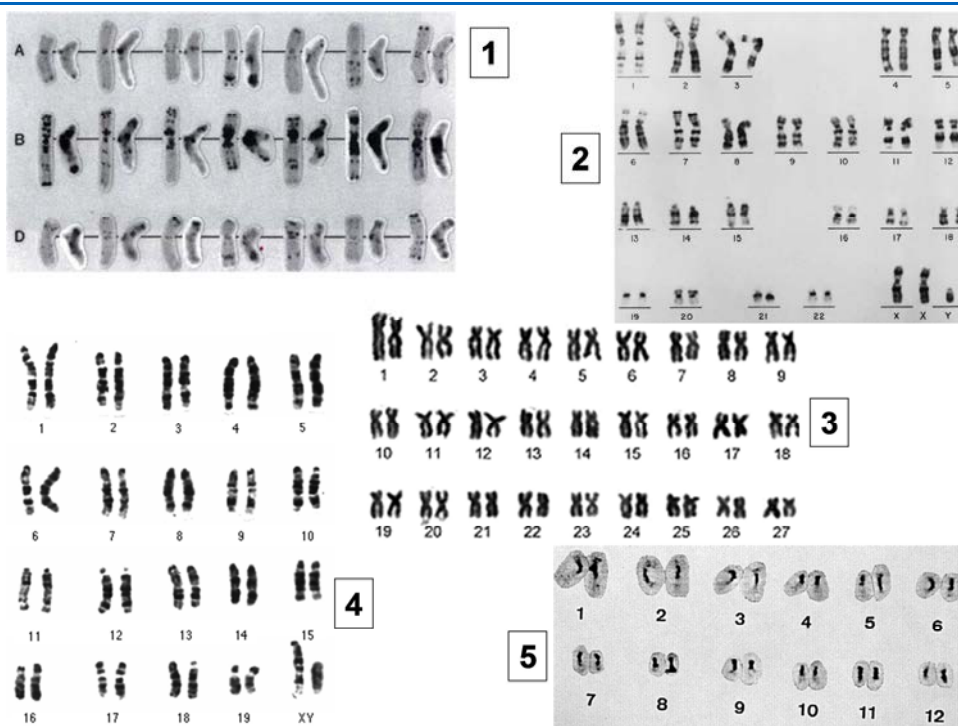 A
1
B
D
2
1 2 3 4 5
6 7 8 9 10 11 12
13 14 15 16 17 18
19 20 21 22 X X Y
3
1 2 3 4 5 6 7 8 9
10 11 12 13 14 15 16 17 18
19 20 21 22 23 24 25 26 27
4
1 2 3 4 5
6 7 8 9 10
11 12 13 14 15
16 17 18 19 XY
5
1 2 3 4 5 6
7 8 9 10 11 12